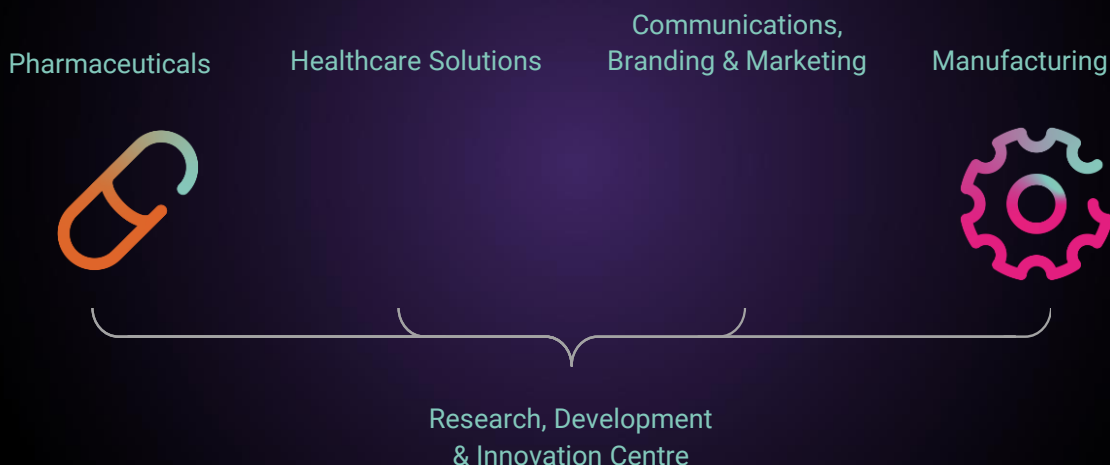 Pharmaceuticals
Healthcare Solutions
Communications,
Branding & Marketing
Manufacturing
Research, Development
& Innovation Centre